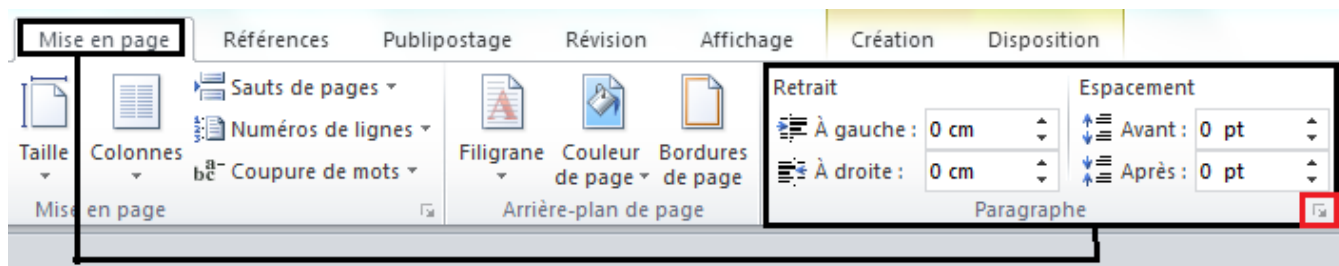 Mise en page Références Publipostage Révision Affichage Création Disposition
Taille
Colonnes
Sauts de pages
Numéros de lignes
bc a- Coupure de mots
Mise en page
A
Filigrane
Couleur
de page
Bordures
de page
Arrière-plan de page
Retrait
À gauche : 0 cm
À droite : 0 cm
Espacement
Avant : 0 pt
Après : 0 pt
Paragraphe